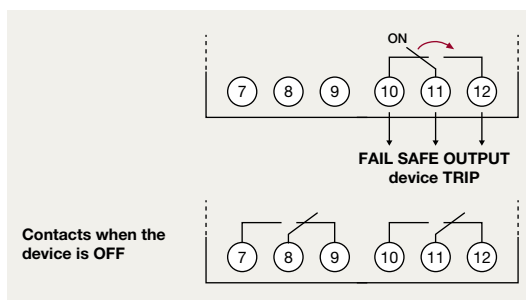 ON
7 8 9 10 11 12
FAIL SAFE OUTPUT
device TRIP
Contacts when the
device is OFF
7 8 9 10 11 12